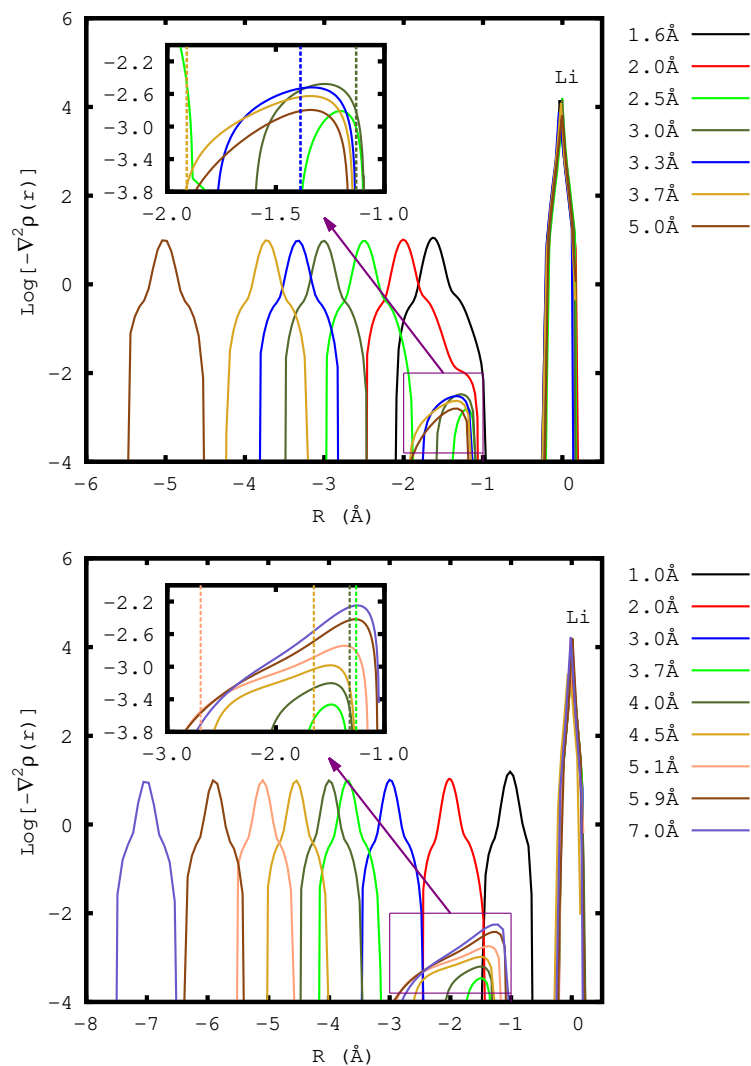 Log[−∇²ρ(r)]
6
4
2
0
−2
−4
−6 −5 −4 −3 −2 −1 0
R (Å)
Li
−2.2
−2.6
−3.0
−3.4
−3.8
−2.0 −1.5 −1.0
1.6Å
2.0Å
2.5Å
3.0Å
3.3Å
3.7Å
5.0Å
Log[−∇²ρ(r)]
6
4
2
0
−2
−4
−8 −7 −6 −5 −4 −3 −2 −1 0
R (Å)
Li
−2.2
−2.6
−3.0
−3.4
−3.8
−3.0 −2.0 −1.0
1.0Å
2.0Å
3.0Å
3.7Å
4.0Å
4.5Å
5.1Å
5.9Å
7.0Å